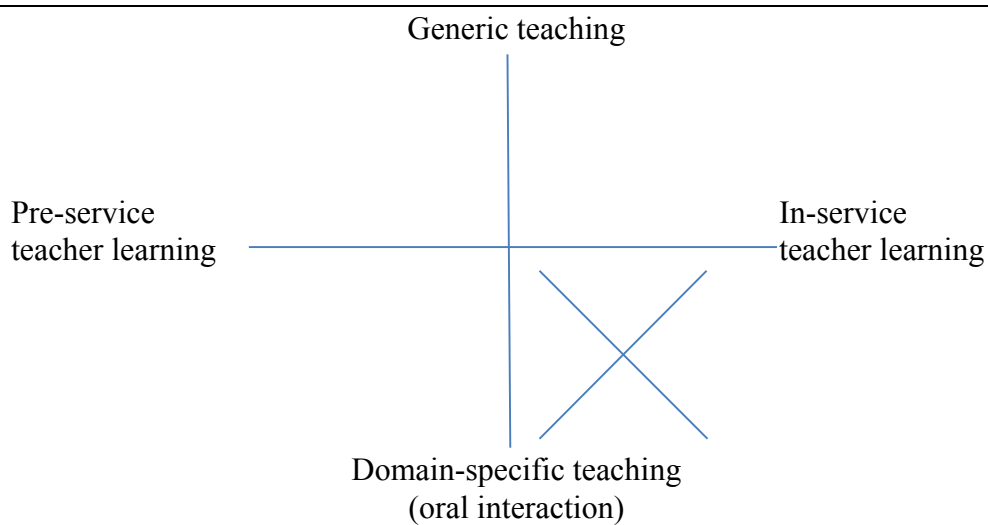 Generic teaching
Pre-service
teacher learning
In-service
teacher learning
Domain-specific teaching
(oral interaction)